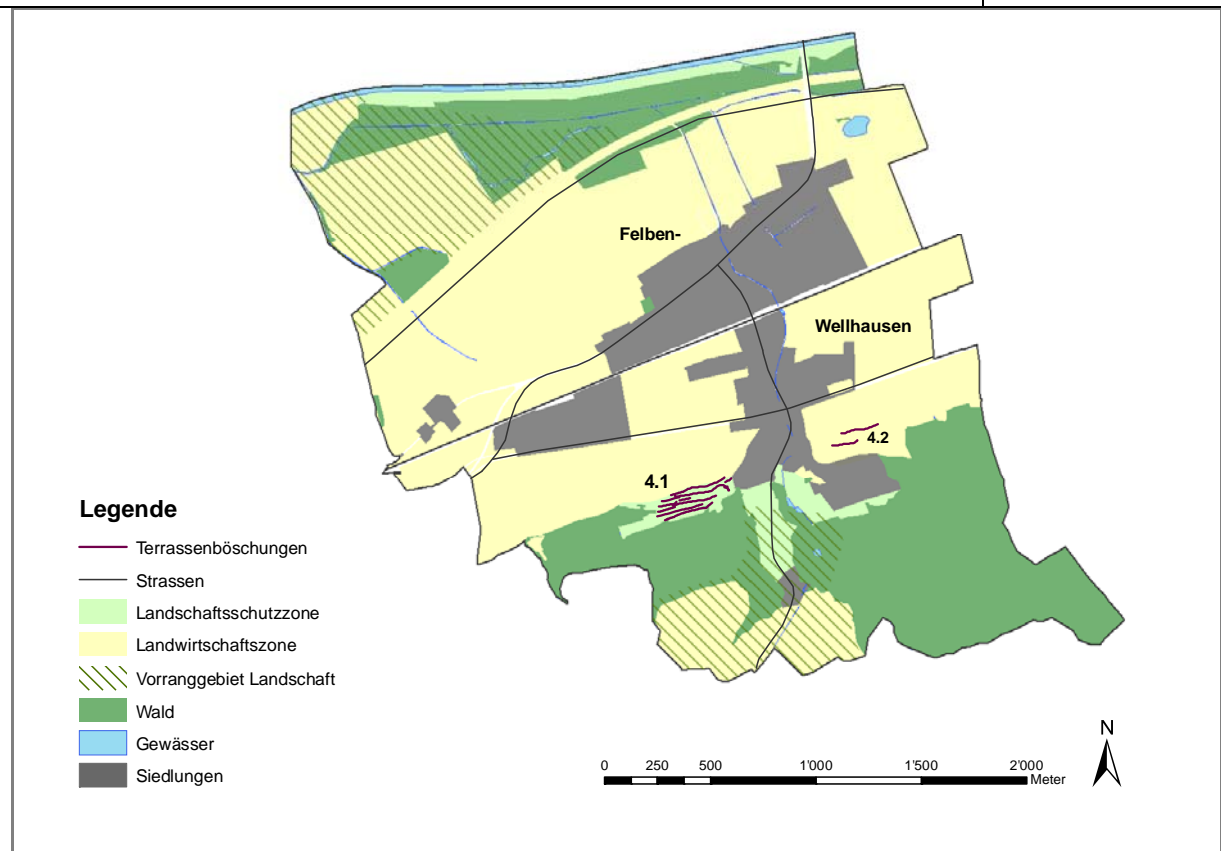 Felben-
Wellhausen
4.2
4.1
Legende
Terrassenböschungen
Strassen
Landschaftsschutzzone
Landwirtschaftszone
Vorranggebiet Landschaft
Wald
Gewässer
Siedlungen
N
0 250 500 1'000 1'500 2'000
Meter